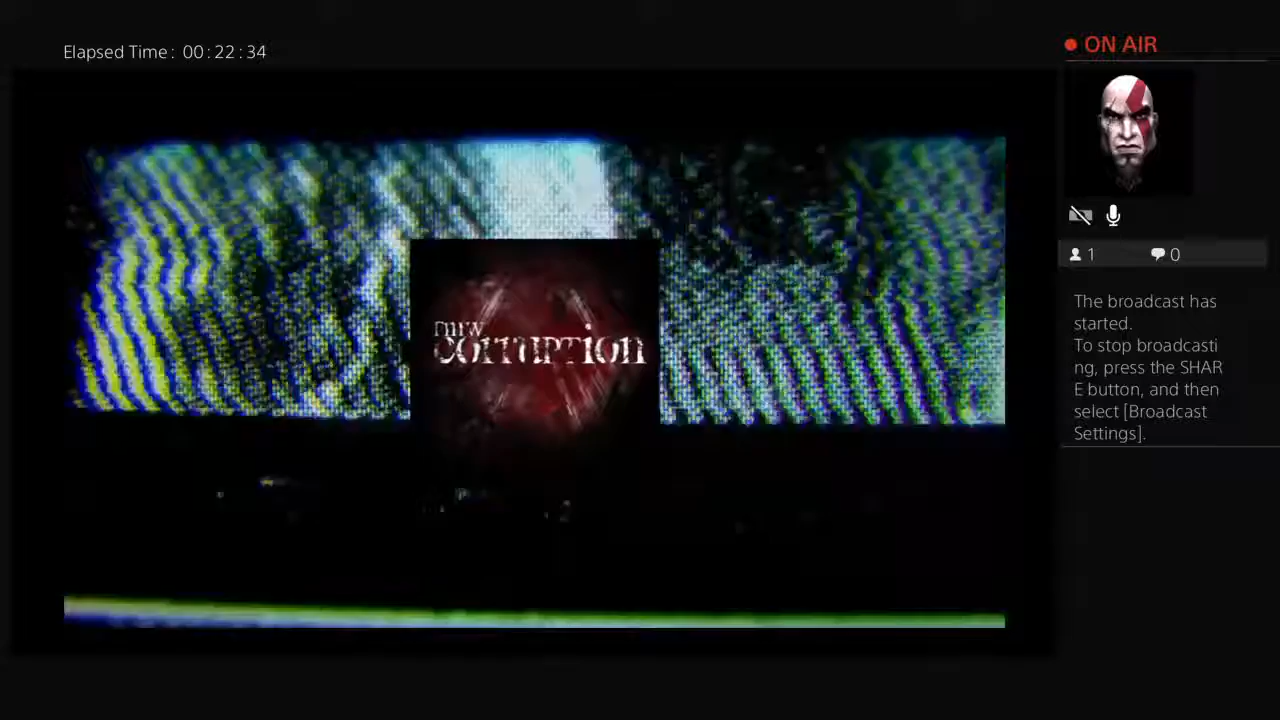 Elapsed Time: 00:22:34
ON AIR
corruption
1
0
The broadcast has
started.
To stop broadcasti
ng, press the SHAR
E button, and then
select [Broadcast
Settings].